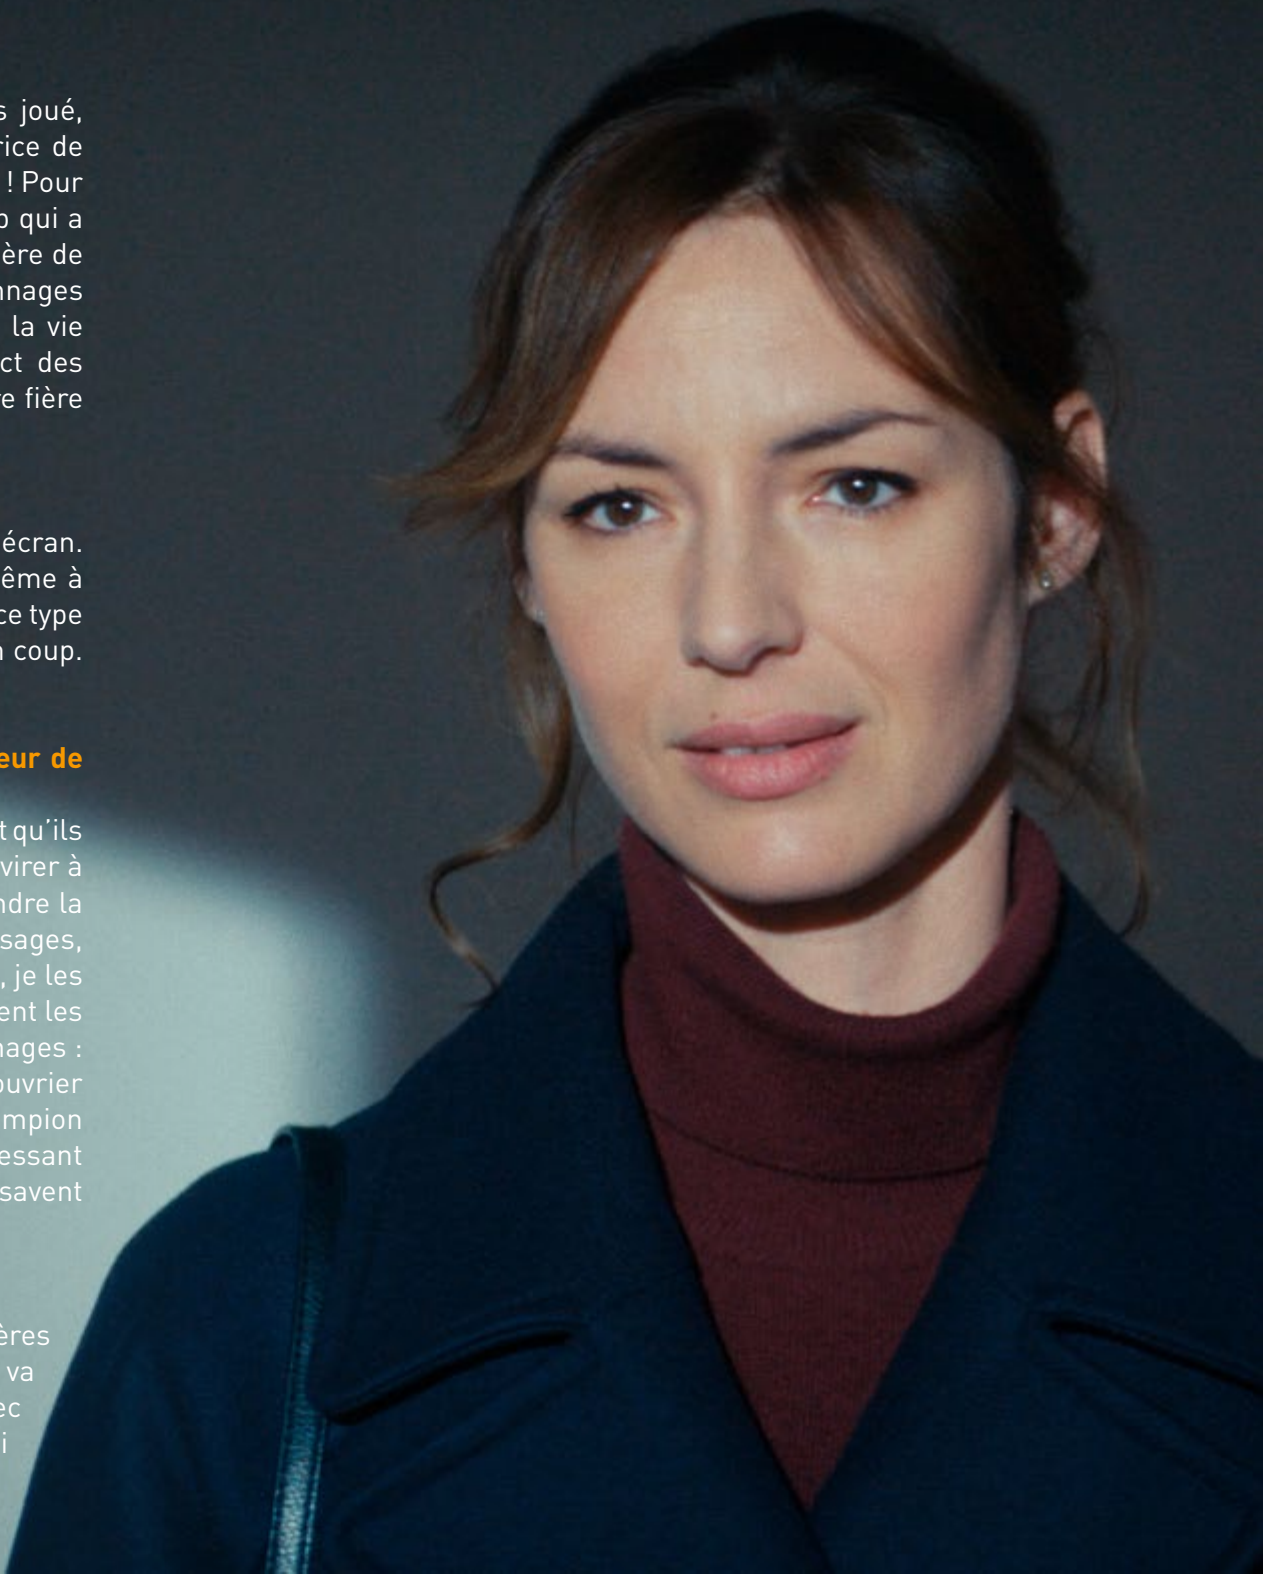 s joué,
rice de
! Pour
o qui a
ère de
nnages
la vie
ct des
e fière
écran.
ême à
ce type
n coup.
eur de
t qu'ils
virer à
ndre la
sages,
, je les
ent les
nages :
ouvrier
mpion
essant
savent
ères
va
ec
i